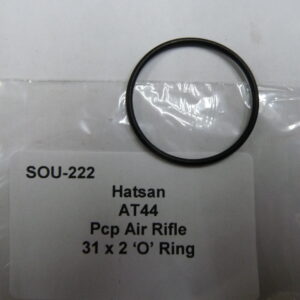 SOU-222
Hatsan
AT44
Pcp Air Rifle
31 x 2 ‘O’ Ring